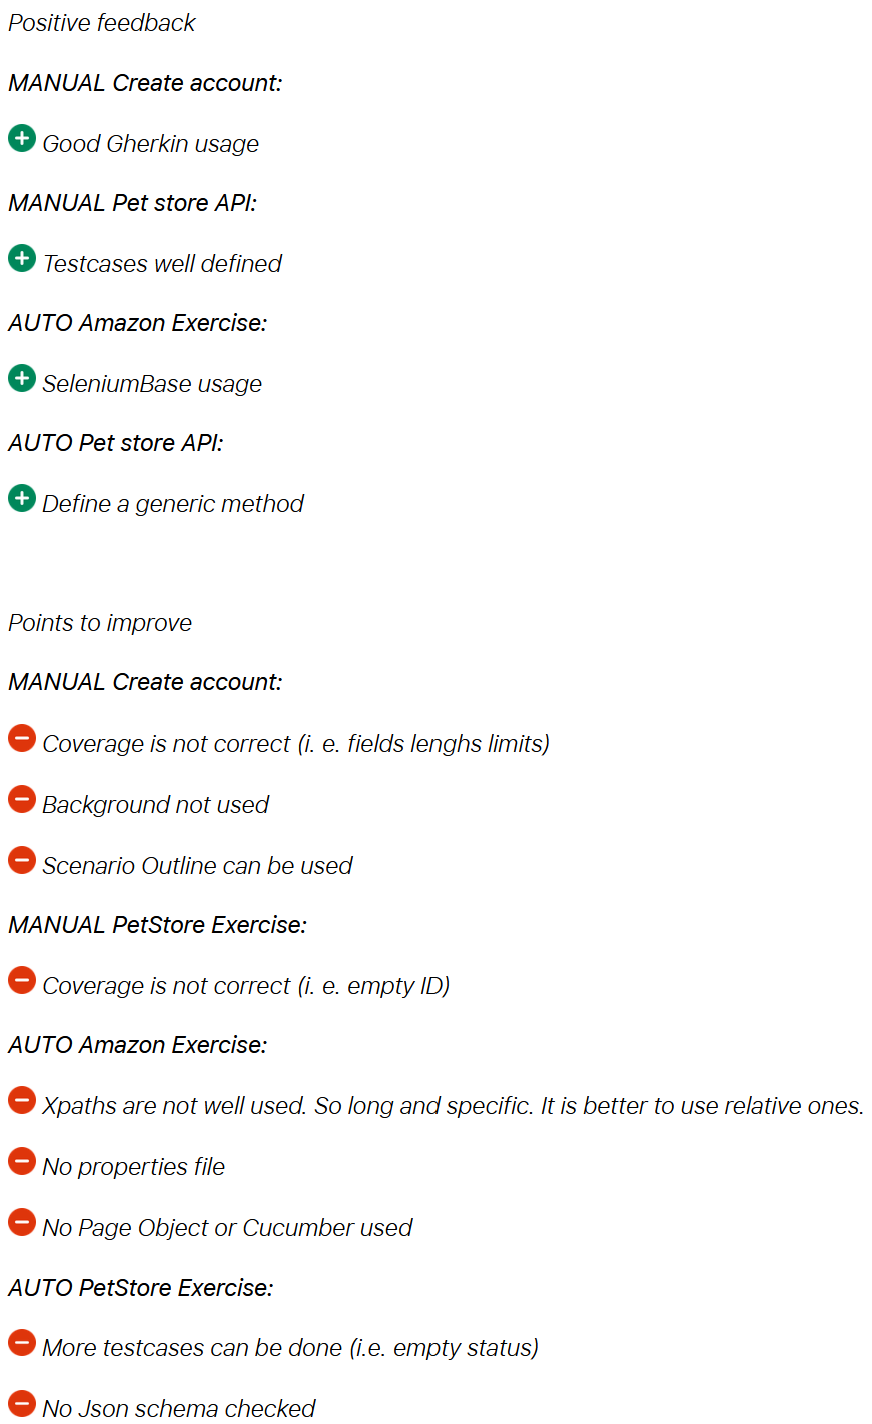 Positive feedback
MANUAL Create account:
Good Gherkin usage
MANUAL Pet store API:
Testcases well defined
AUTO Amazon Exercise:
SeleniumBase usage
AUTO Pet store API:
Define a generic method
Points to improve
MANUAL Create account:
Coverage is not correct (i. e. fields lenghs limits)
Background not used
Scenario Outline can be used
MANUAL PetStore Exercise:
Coverage is not correct (i. e. empty ID)
AUTO Amazon Exercise:
Xpaths are not well used. So long and specific. It is better to use relative ones.
No properties file
No Page Object or Cucumber used
AUTO PetStore Exercise:
More testcases can be done (i.e. empty status)
No Json schema checked